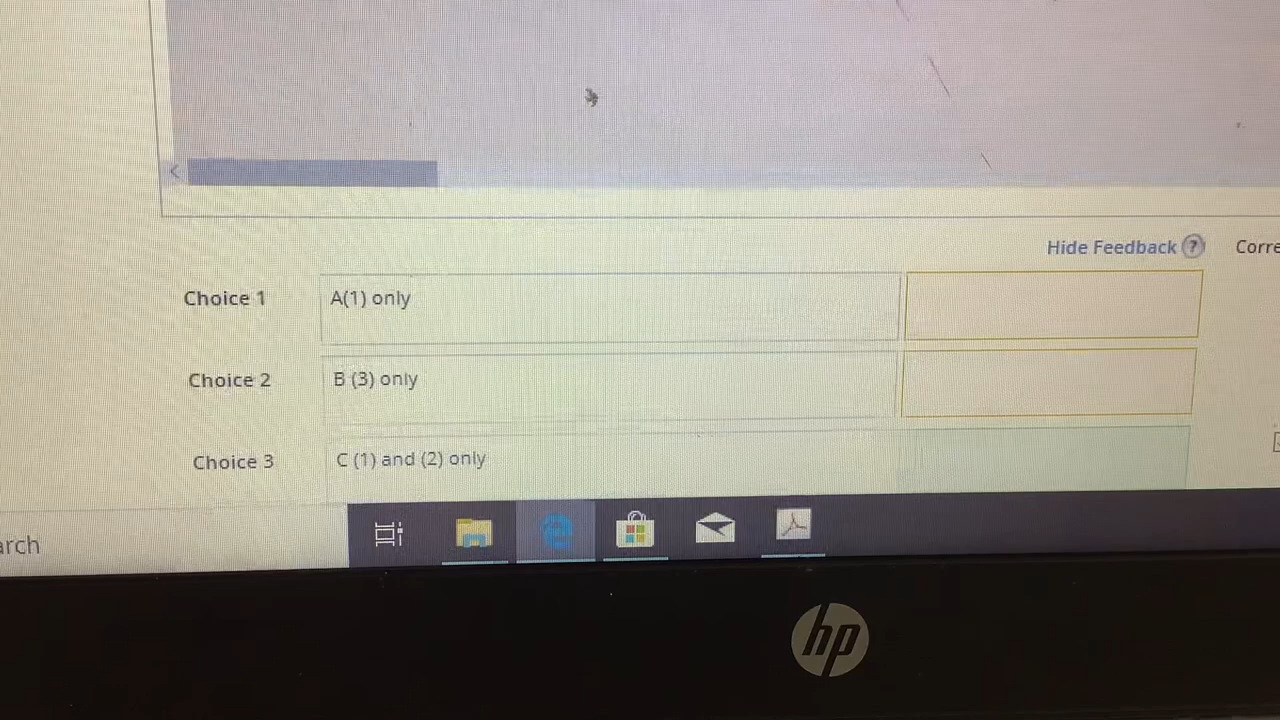 Hide Feedback ? Corre
Choice 1 A(1) only
Choice 2 B (3) only
Choice 3 C (1) and (2) only
arch
hp